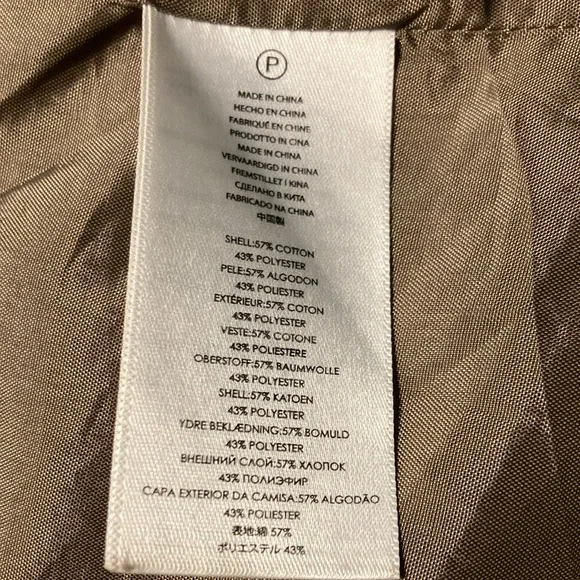 P
MADE IN CHINA
HECHO EN CHINA
FABRIQUÉ EN CHINE
PRODOTTO IN CINA
MADE IN CHINA
VERVAARDIGD IN CHINA
FREMSTILLET I KINA
СДЕЛАНО В КИТА
FABRICADO NA CHINA
中国製
SHELL:57% COTTON
43% POLYESTER
PELE:57% ALGODON
43% POLIESTER
EXTÉRIEUR:57% COTON
43% POLYESTER
VESTE:57% COTONE
43% POLIESTERE
OBERSTOFF:57% BAUMWOLLE
43% POLYESTER
SHELL:57% KATOEN
43% POLYESTER
YDRE BEKLÆDNING:57% BOMULD
43% POLYESTER
ВНЕШНИЙ СЛОЙ:57% ХЛОПОК
43% ПОЛИЭФИР
CAPA EXTERIOR DA CAMISA:57% ALGODÃO
43% POLIESTER
表地:綿 57%
ポリエステル 43%